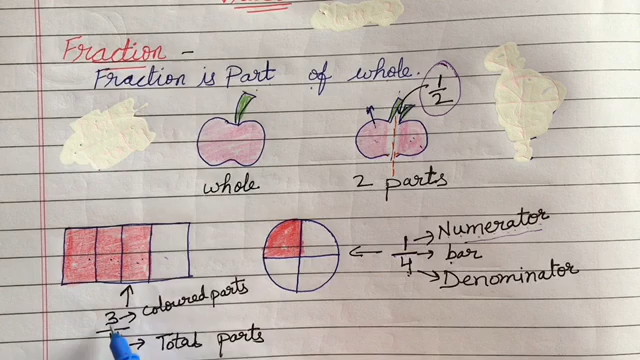 Fraction -
Fraction is Part of whole.
1/2
whole
2 parts
1/4 → Numerator
→ bar
→ Denominator
3 → coloured parts
→ Total parts